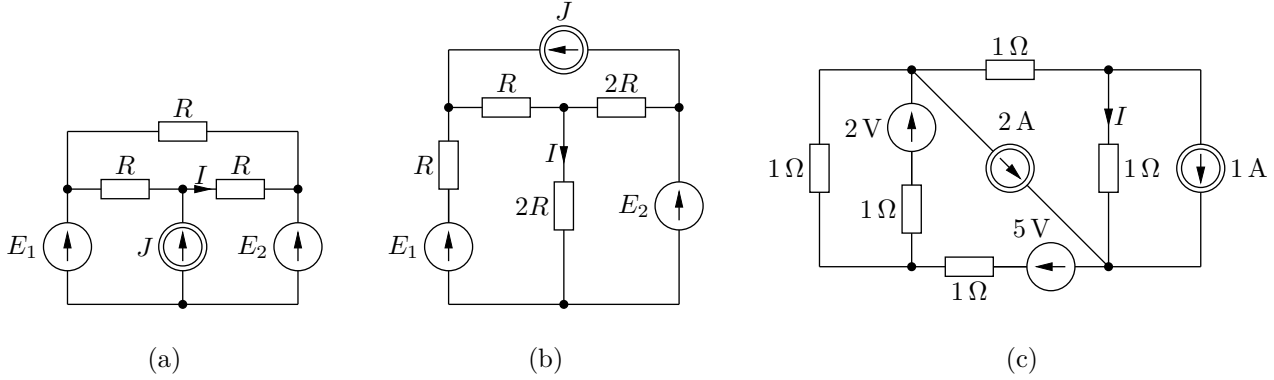 R
R
I
R
E₁
J
E₂
(a)
J
R
2R
R
I
2R
E₁
E₂
(b)
1 Ω
2 V
2 A
I
1 Ω
1 Ω
1 Ω
1 A
5 V
1 Ω
(c)